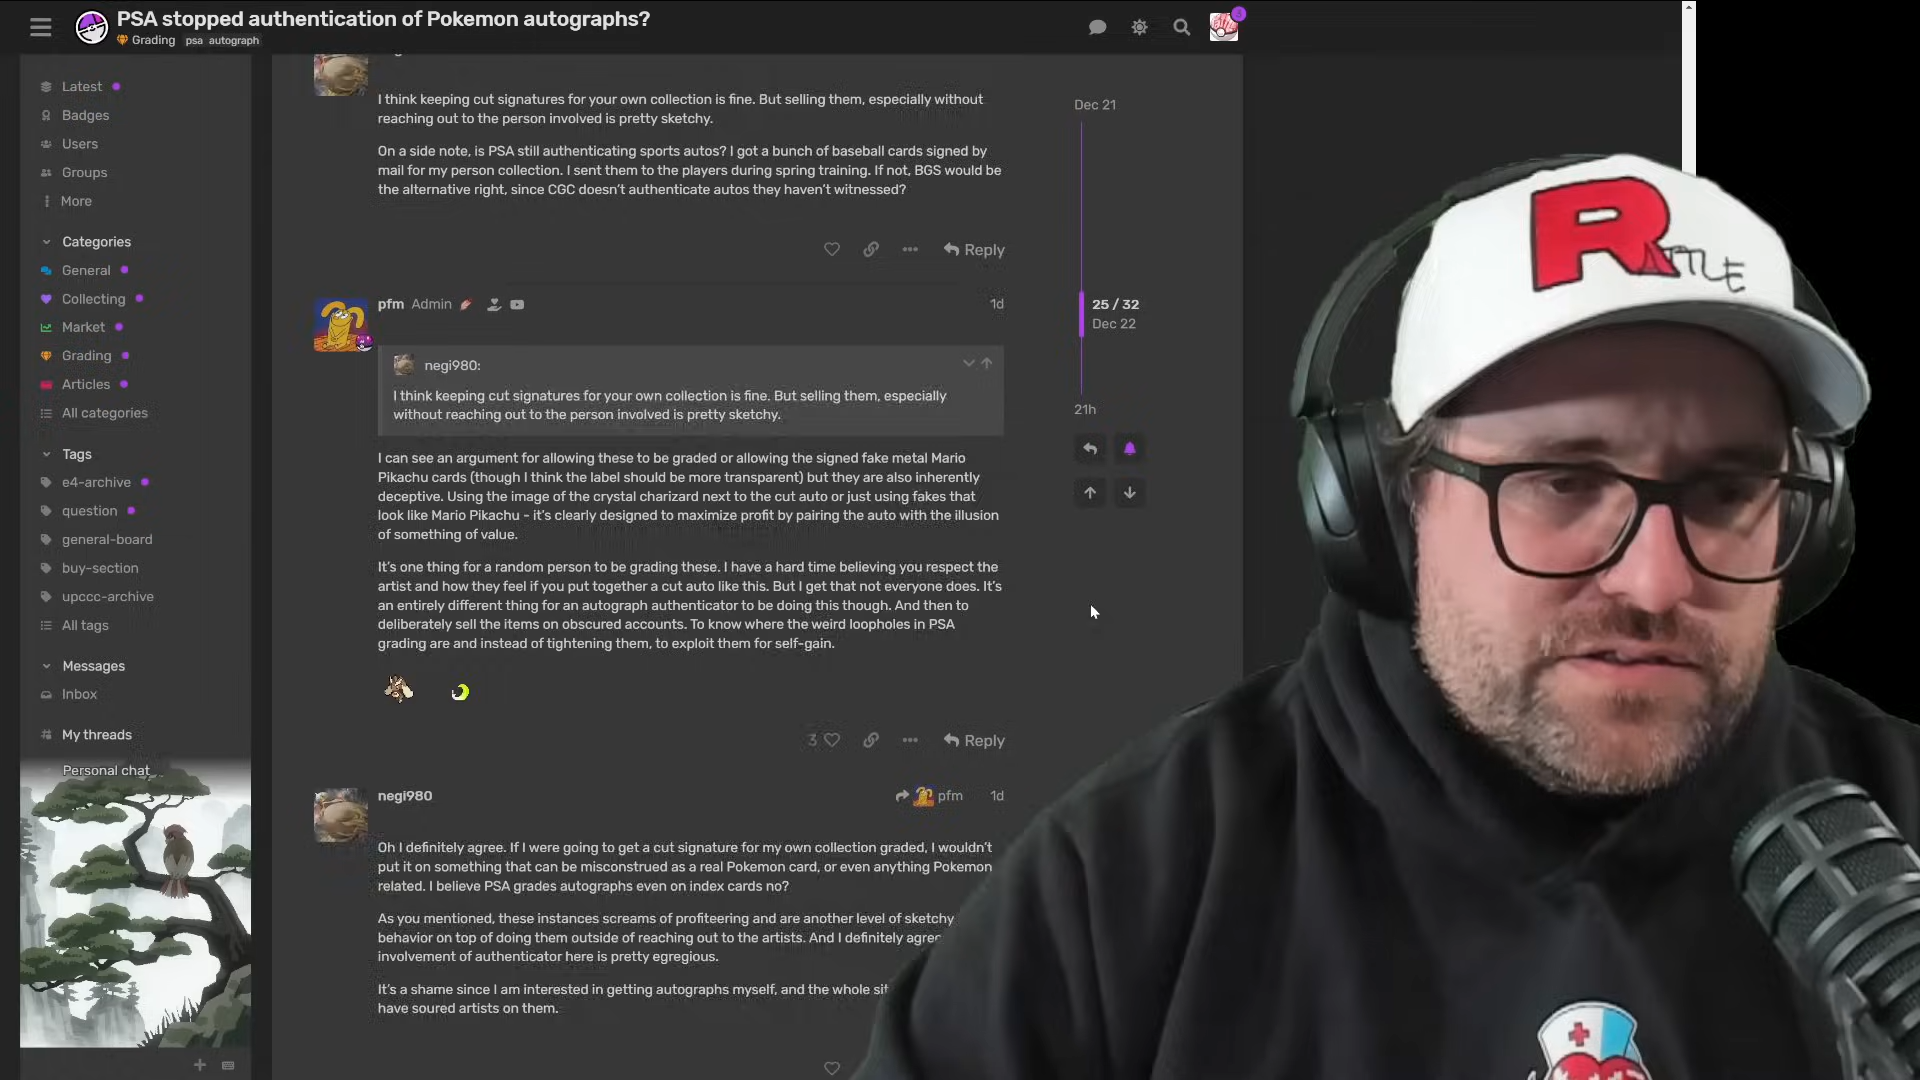 PSA stopped authentication of Pokemon autographs?
Grading psa autograph
Latest
Badges
Users
Groups
More
Categories
General
Collecting
Market
Grading
Articles
All categories
Tags
e4-archive
question
general-board
buy-section
upccc-archive
All tags
Messages
Inbox
My threads
Personal chat
I think keeping cut signatures for your own collection is fine. But selling them, especially without
reaching out to the person involved is pretty sketchy.
On a side note, is PSA still authenticating sports autos? I got a bunch of baseball cards signed by
mail for my person collection. I sent them to the players during spring training. If not, BGS would be
the alternative right, since CGC doesn't authenticate autos they haven't witnessed?
Reply
pfm Admin 1d
negi980:
I think keeping cut signatures for your own collection is fine. But selling them, especially
without reaching out to the person involved is pretty sketchy.
I can see an argument for allowing these to be graded or allowing the signed fake metal Mario
Pikachu cards (though I think the label should be more transparent) but they are also inherently
deceptive. Using the image of the crystal charizard next to the cut auto or just using fakes that
look like Mario Pikachu - it's clearly designed to maximize profit by pairing the auto with the illusion
of something of value.
It's one thing for a random person to be grading these. I have a hard time believing you respect the
artist and how they feel if you put together a cut auto like this. But I get that not everyone does. It's
an entirely different thing for an autograph authenticator to be doing this though. And then to
deliberately sell the items on obscured accounts. To know where the weird loopholes in PSA
grading are and instead of tightening them, to exploit them for self-gain.
3 Reply
negi980 pfm 1d
Oh I definitely agree. If I were going to get a cut signature for my own collection graded, I wouldn't
put it on something that can be misconstrued as a real Pokemon card, or even anything Pokemon
related. I believe PSA grades autographs even on index cards no?
As you mentioned, these instances screams of profiteering and are another level of sketchy
behavior on top of doing them outside of reaching out to the artists. And I definitely agree
involvement of authenticator here is pretty egregious.
It's a shame since I am interested in getting autographs myself, and the whole
have soured artists on them.
Dec 21
25 / 32
Dec 22
21h
R